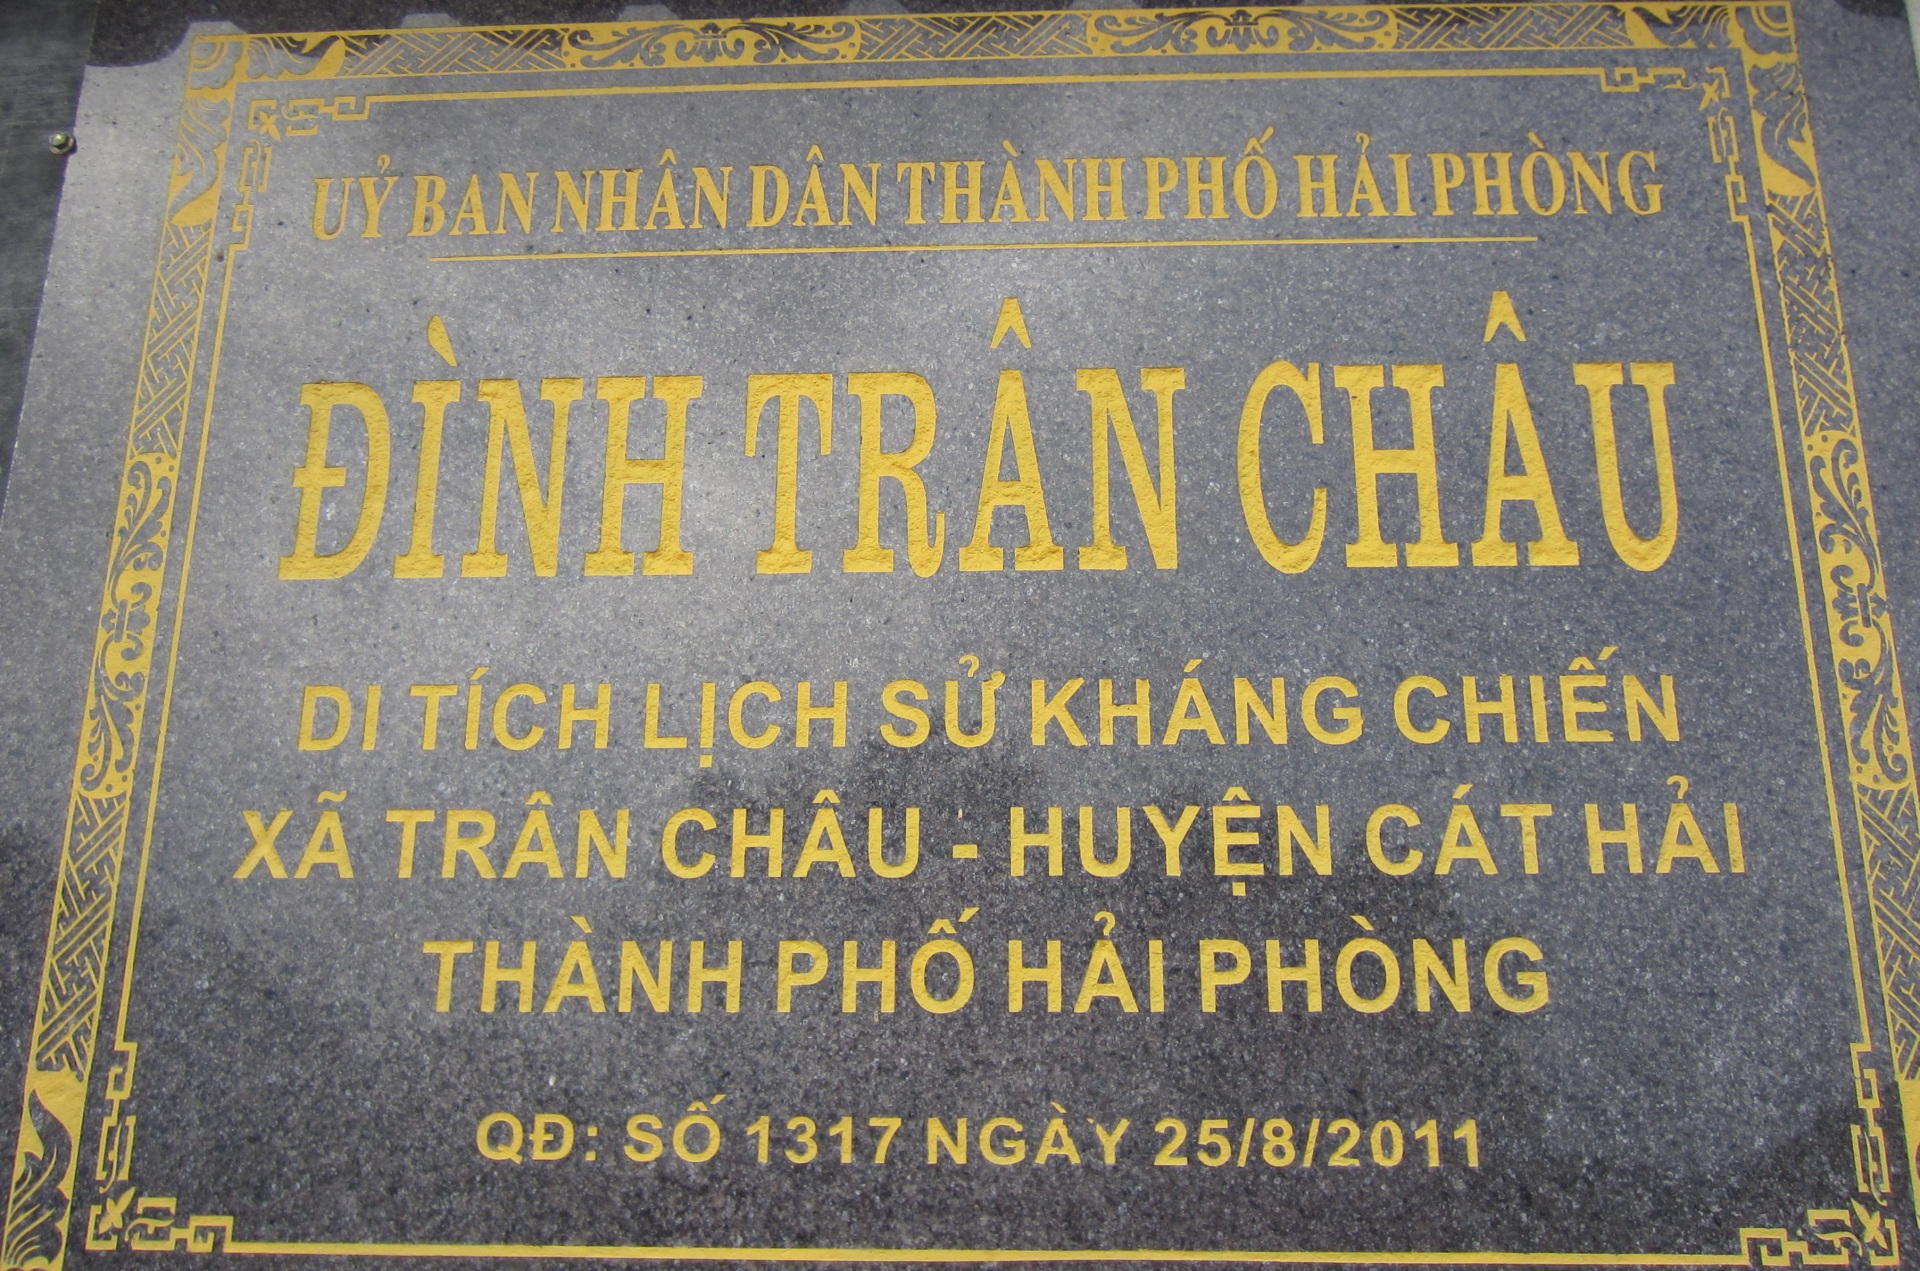 UỶ BAN NHÂN DÂN THÀNH PHỐ HẢI PHÒNG
ĐÌNH TRÂN CHÂU
DI TÍCH LỊCH SỬ KHÁNG CHIẾN
XÃ TRÂN CHÂU - HUYỆN CÁT HẢI
THÀNH PHỐ HẢI PHÒNG
QĐ: SỐ 1317 NGÀY 25/8/2011